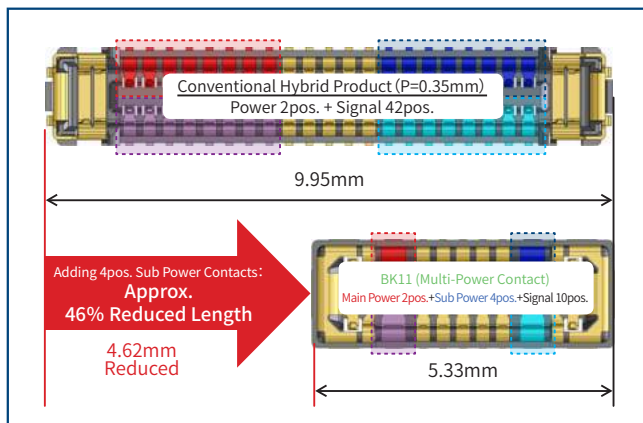 Conventional Hybrid Product (P=0.35mm)
Power 2pos. + Signal 42pos.
9.95mm
Adding 4pos. Sub Power Contacts:
Approx.
46% Reduced Length
4.62mm
Reduced
BK11 (Multi-Power Contact)
Main Power 2pos.+Sub Power 4pos.+Signal 10pos.
5.33mm